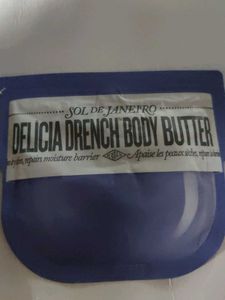 SOL DE JANEIRO
DELICIA DRENCH BODY BUTTER
repairs moisture barrier Apaise les peaux sèches,